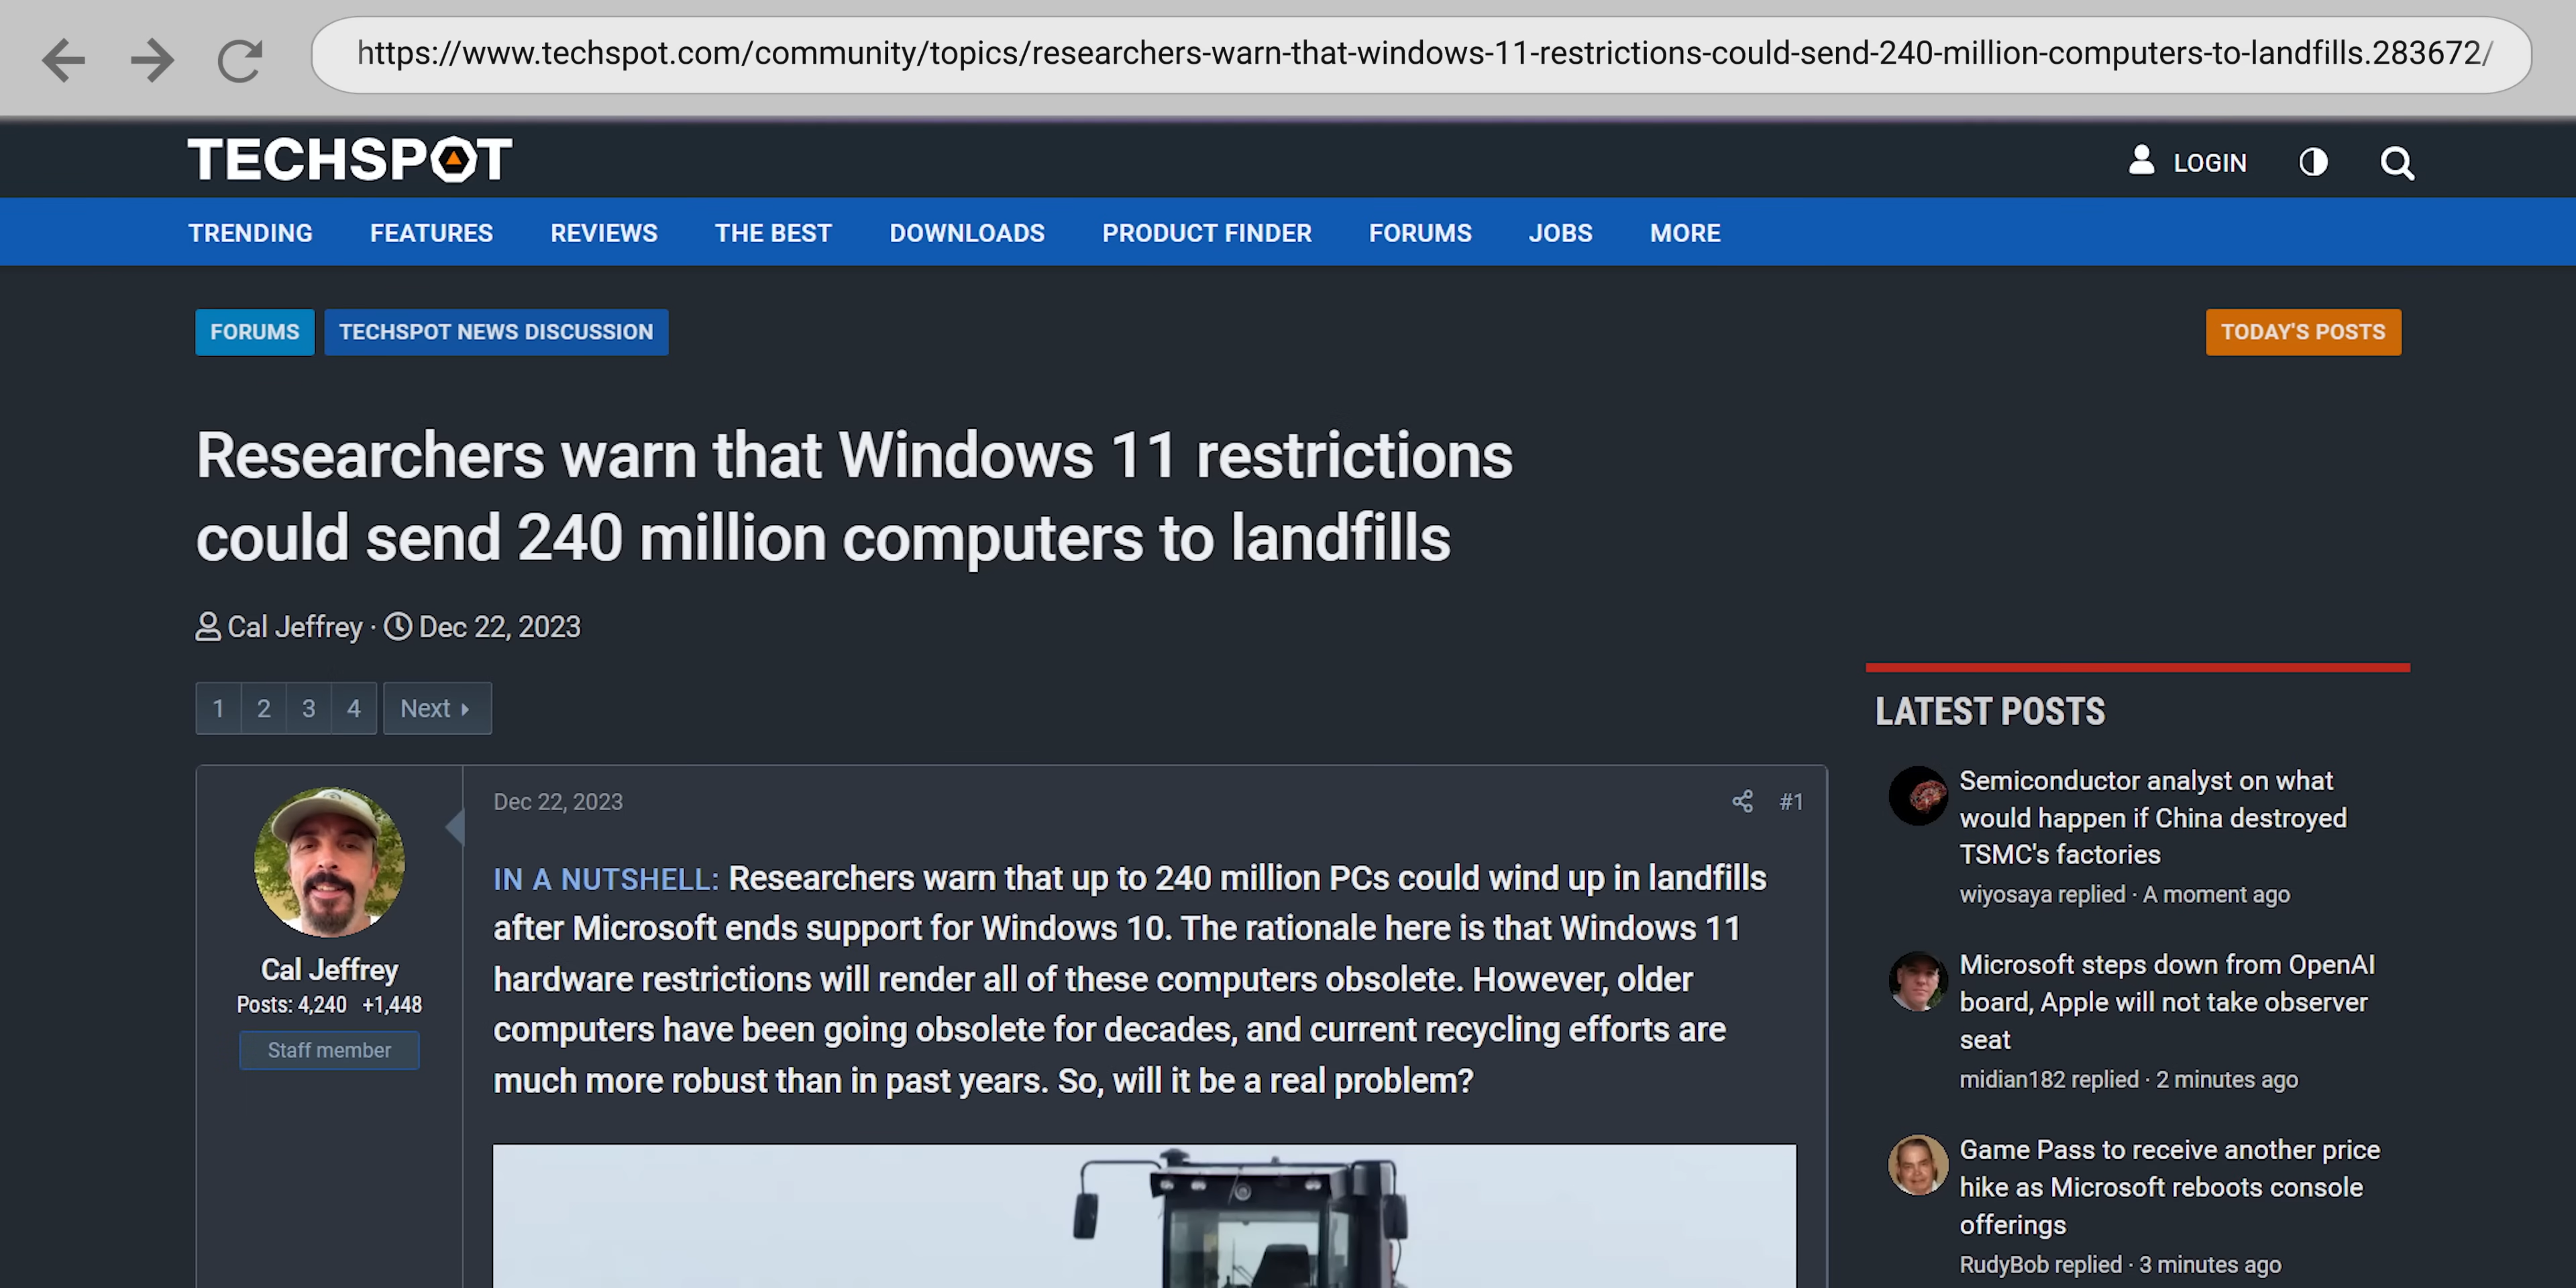 https://www.techspot.com/community/topics/researchers-warn-that-windows-11-restrictions-could-send-240-million-computers-to-landfills.283672/
TECHSPOT
LOGIN
TRENDING FEATURES REVIEWS THE BEST DOWNLOADS PRODUCT FINDER FORUMS JOBS MORE
FORUMS TECHSPOT NEWS DISCUSSION TODAY'S POSTS
Researchers warn that Windows 11 restrictions
could send 240 million computers to landfills
Cal Jeffrey · Dec 22, 2023
1 2 3 4 Next
Cal Jeffrey
Posts: 4,240 +1,448
Staff member
Dec 22, 2023 #1
IN A NUTSHELL: Researchers warn that up to 240 million PCs could wind up in landfills
after Microsoft ends support for Windows 10. The rationale here is that Windows 11
hardware restrictions will render all of these computers obsolete. However, older
computers have been going obsolete for decades, and current recycling efforts are
much more robust than in past years. So, will it be a real problem?
LATEST POSTS
Semiconductor analyst on what
would happen if China destroyed
TSMC's factories
wiyosaya replied · A moment ago
Microsoft steps down from OpenAI
board, Apple will not take observer
seat
midian182 replied · 2 minutes ago
Game Pass to receive another price
hike as Microsoft reboots console
offerings
RudyBob replied · 3 minutes ago